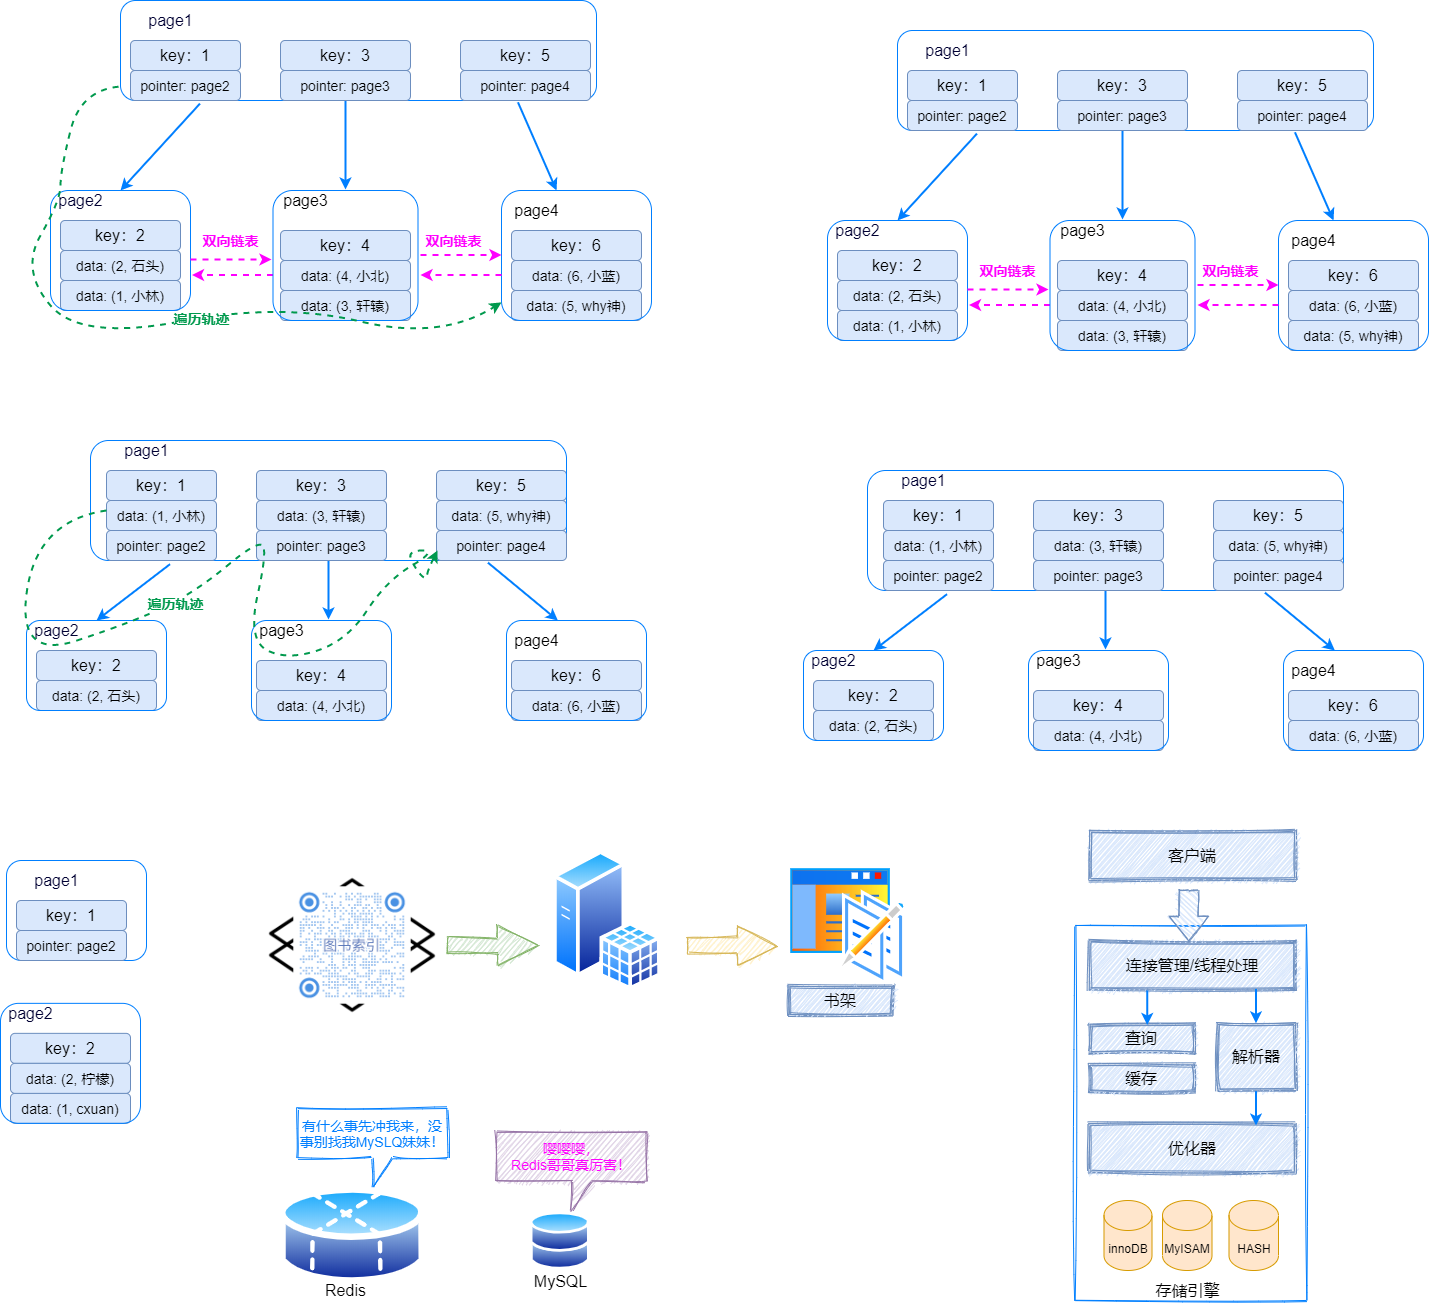 page1
key: 1
pointer: page2
key: 3
pointer: page3
key: 5
pointer: page4
page2
key: 2
data: (2, 石头)
data: (1, 小林)
双向链表
page3
key: 4
data: (4, 小北)
data: (3, 轩辕)
双向链表
page4
key: 6
data: (6, 小蓝)
data: (5, why神)
遍历轨迹
page1
key: 1
pointer: page2
key: 3
pointer: page3
key: 5
pointer: page4
page2
key: 2
data: (2, 石头)
data: (1, 小林)
双向链表
page3
key: 4
data: (4, 小北)
data: (3, 轩辕)
双向链表
page4
key: 6
data: (6, 小蓝)
data: (5, why神)
page1
key: 1
data: (1, 小林)
pointer: page2
key: 3
data: (3, 轩辕)
pointer: page3
key: 5
data: (5, why神)
pointer: page4
遍历轨迹
page2
key: 2
data: (2, 石头)
page3
key: 4
data: (4, 小北)
page4
key: 6
data: (6, 小蓝)
page1
key: 1
data: (1, 小林)
pointer: page2
key: 3
data: (3, 轩辕)
pointer: page3
key: 5
data: (5, why神)
pointer: page4
page2
key: 2
data: (2, 石头)
page3
key: 4
data: (4, 小北)
page4
key: 6
data: (6, 小蓝)
page1
key: 1
pointer: page2
page2
key: 2
data: (2, 柠檬)
data: (1, cxuan)
图书索引
书架
有什么事先冲我来，没
事别找我MySLQ妹妹！
Redis
嘤嘤嘤，
Redis哥哥真厉害！
MySQL
客户端
连接管理/线程处理
查询
缓存
解析器
优化器
innoDB
MyISAM
HASH
存储引擎